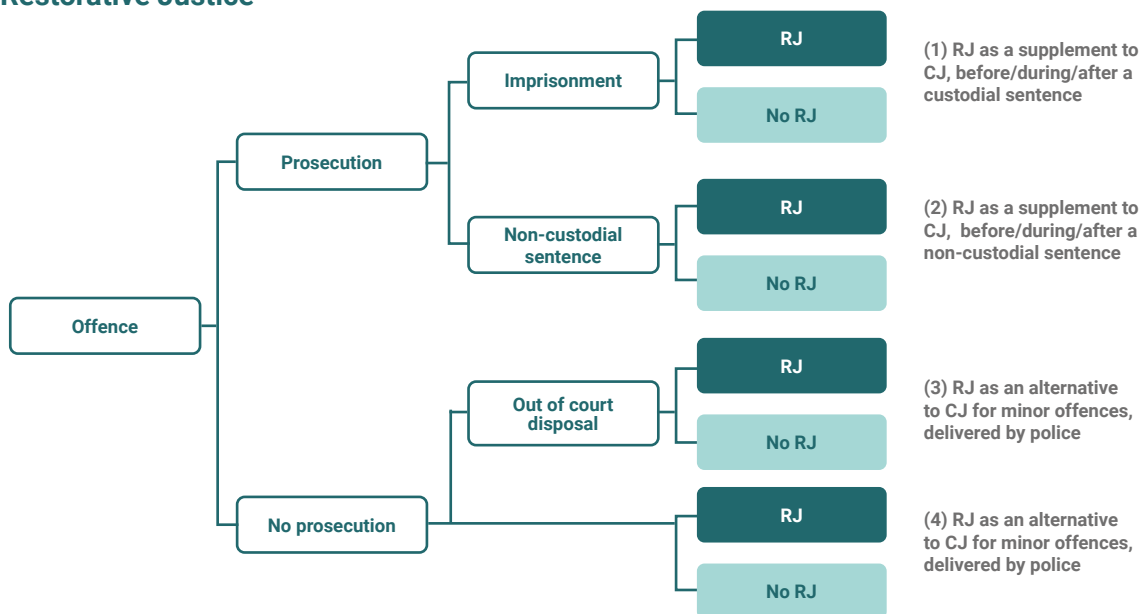 Restorative Justice
RJ
(1) RJ as a supplement to
CJ, before/during/after a
custodial sentence
Imprisonment
No RJ
Prosecution
RJ
(2) RJ as a supplement to
CJ,  before/during/after a
non-custodial sentence
Non-custodial
sentence
No RJ
Offence
RJ
(3) RJ as an alternative
to CJ for minor offences,
delivered by police
Out of court
disposal
No RJ
No prosecution
RJ
(4) RJ as an alternative
to CJ for minor offences,
delivered by police
No RJ